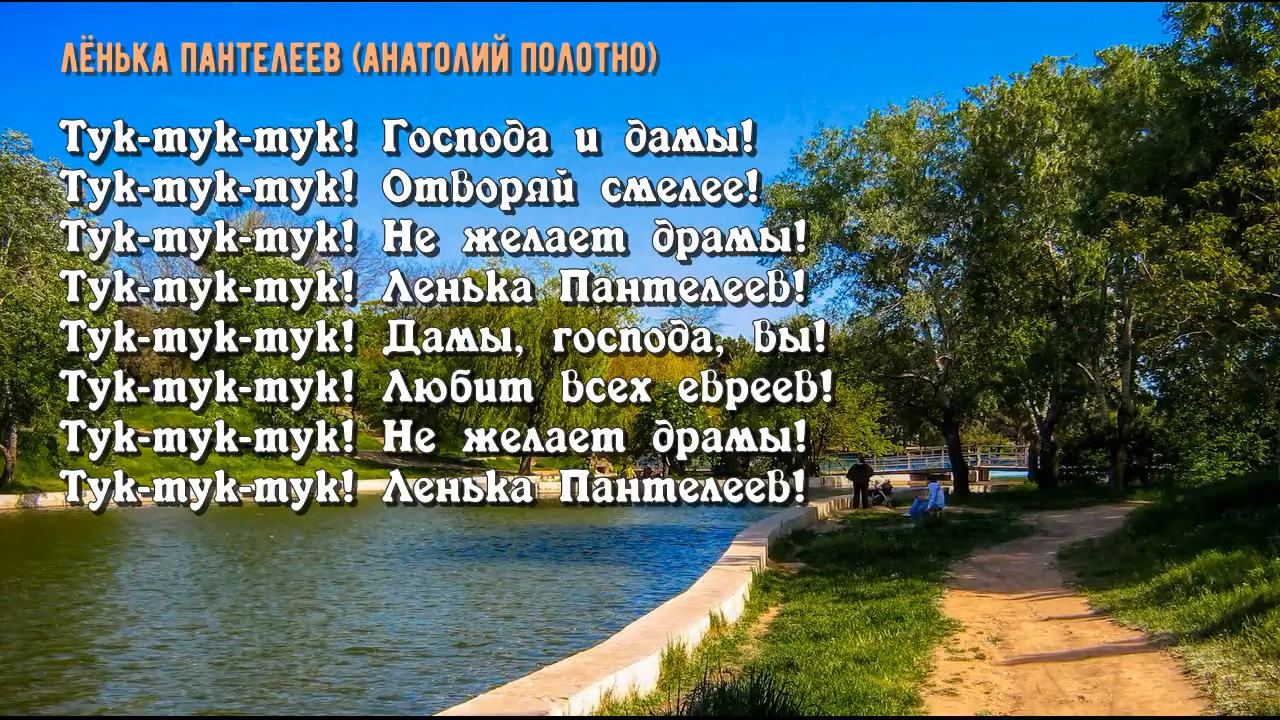 ЛЁНЬКА ПАНТЕЛЕЕВ (АНАТОЛИЙ ПОЛОТНО)
Тук-тук-тук! Господа и дамы!
Тук-тук-тук! Отворяй смелее!
Тук-тук-тук! Не желает драмы!
Тук-тук-тук! Ленька Пантелеев!
Тук-тук-тук! Дамы, господа, вы!
Тук-тук-тук! Любит всех евреев!
Тук-тук-тук! Не желает драмы!
Тук-тук-тук! Ленька Пантелеев!